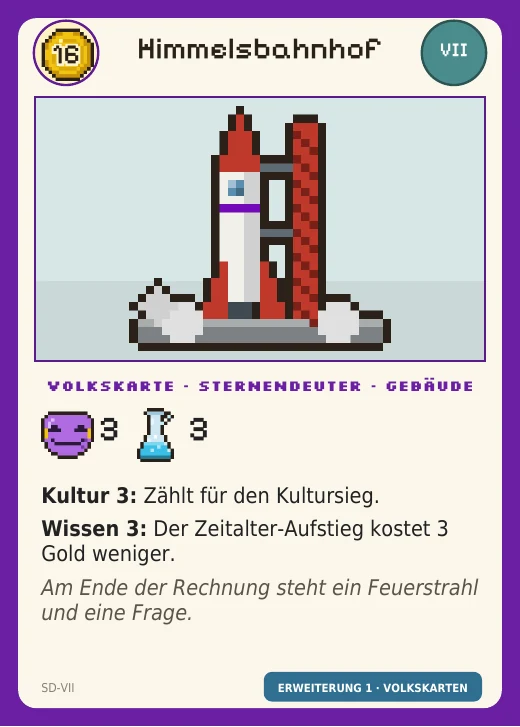 16
Himmelsbahnhof
VII
VOLKSKARTE · STERNENDEUTER · GEBÄUDE
3 3
Kultur 3: Zählt für den Kultursieg.
Wissen 3: Der Zeitalter-Aufstieg kostet 3
Gold weniger.
Am Ende der Rechnung steht ein Feuerstrahl
und eine Frage.
SD-VII
ERWEITERUNG 1 · VOLKSKARTEN